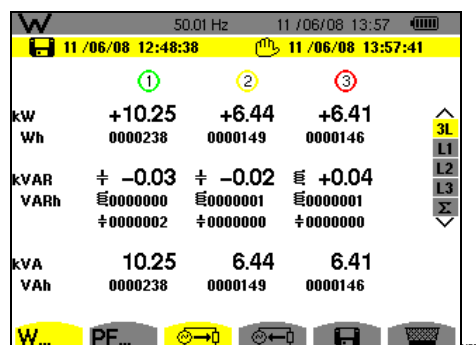 W 50.01 Hz 11/06/08 13:57
11/06/08 12:48:38 11/06/08 13:57:41
1 2 3
kW +10.25 +6.44 +6.41
Wh 0000238 0000149 0000146
3L
L1
kVAR -0.03 -0.02 +0.04
L2
VARh 0000000 0000001 0000001
L3
0000002 0000000 0000000
Σ
kVA 10.25 6.44 6.41
VAh 0000238 0000149 0000146
W... PF...